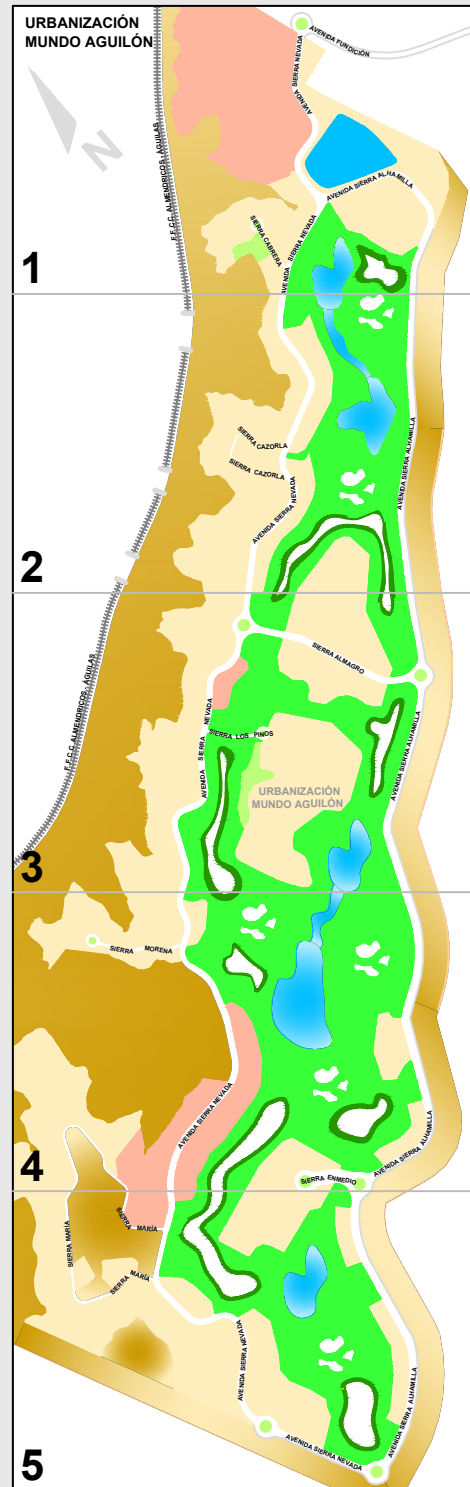 URBANIZACIÓN
MUNDO AGUILÓN
N
AVENIDA FUNDICIÓN
AVENIDA SIERRA NEVADA
F.F.C.C. ALMENDRICOS - ÁGUILAS
AVENIDA SIERRA ALHAMILLA
SIERRA CABRERA
AVENIDA SIERRA NEVADA
1
SIERRA CAZORLA
SIERRA CAZORLA
AVENIDA SIERRA ALHAMILLA
AVENIDA SIERRA NEVADA
2
SIERRA ALMAGRO
F.F.C.C. ALMENDRICOS - ÁGUILAS
AVENIDA SIERRA NEVADA
SIERRA LOS PINOS
AVENIDA SIERRA ALHAMILLA
URBANIZACIÓN
MUNDO AGUILÓN
3
SIERRA MORENA
AVENIDA SIERRA NEVADA
AVENIDA SIERRA ALHAMILLA
4
SIERRA ENMEDIO
SIERRA MARÍA
SIERRA MARÍA
SIERRA MARÍA
AVENIDA SIERRA NEVADA
AVENIDA SIERRA ALHAMILLA
AVENIDA SIERRA NEVADA
5